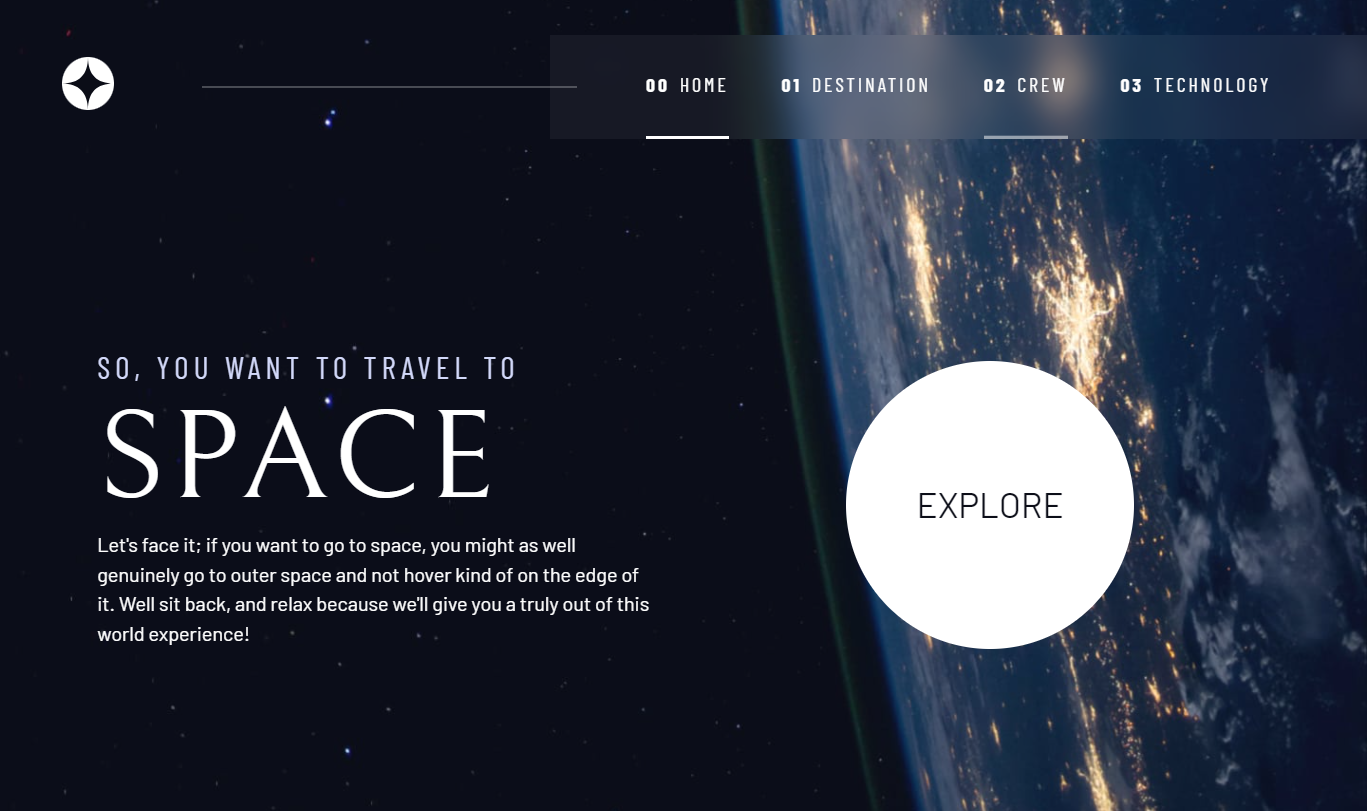 00 HOME 01 DESTINATION 02 CREW 03 TECHNOLOGY
SO, YOU WANT TO TRAVEL TO
SPACE
Let's face it; if you want to go to space, you might as well
genuinely go to outer space and not hover kind of on the edge of
it. Well sit back, and relax because we'll give you a truly out of this
world experience!
EXPLORE